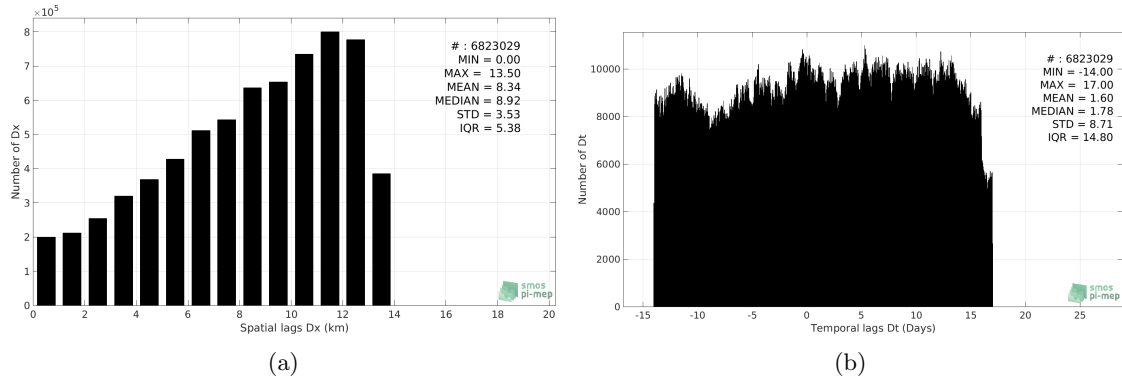 ×10⁵
8
7
6
5
4
3
2
1
0
Number of Dx
# : 6823029
MIN = 0.00
MAX = 13.50
MEAN = 8.34
MEDIAN = 8.92
STD = 3.53
IQR = 5.38
smos
pi-mep
0 2 4 6 8 10 12 14 16 18 20
Spatial lags Dx (km)
(a)
10000
8000
6000
4000
2000
0
Number of Dt
# : 6823029
MIN = -14.00
MAX = 17.00
MEAN = 1.60
MEDIAN = 1.78
STD = 8.71
IQR = 14.80
smos
pi-mep
-15 -10 -5 0 5 10 15 20 25
Temporal lags Dt (Days)
(b)